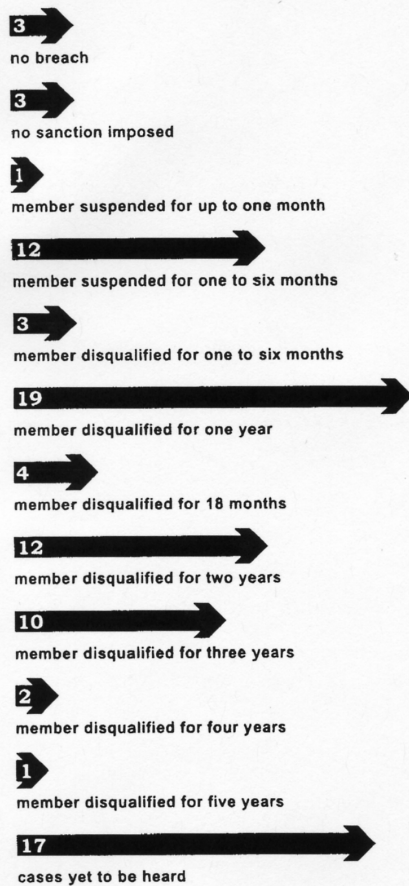 3
no breach
3
no sanction imposed
1
member suspended for up to one month
12
member suspended for one to six months
3
member disqualified for one to six months
19
member disqualified for one year
4
member disqualified for 18 months
12
member disqualified for two years
10
member disqualified for three years
2
member disqualified for four years
1
member disqualified for five years
17
cases yet to be heard